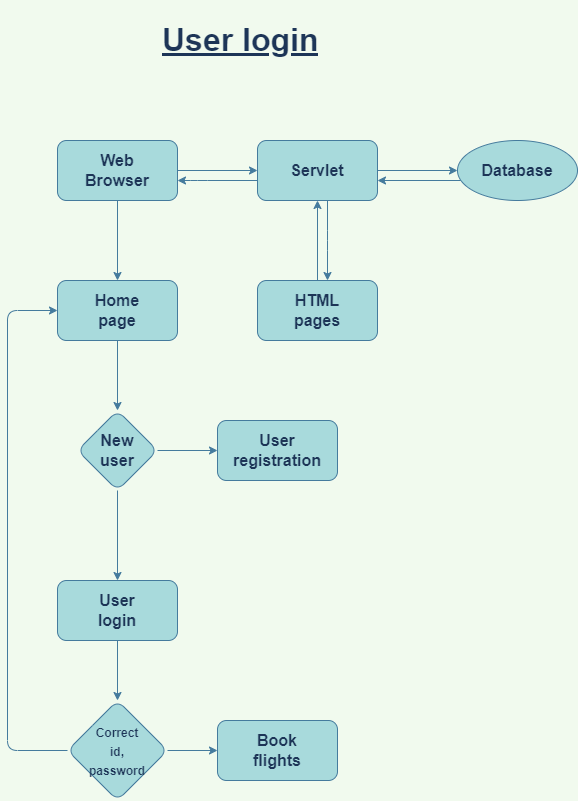 User login
Web
Browser
Servlet
Database
Home
page
HTML
pages
New
user
User
registration
User
login
Correct
id,
password
Book
flights